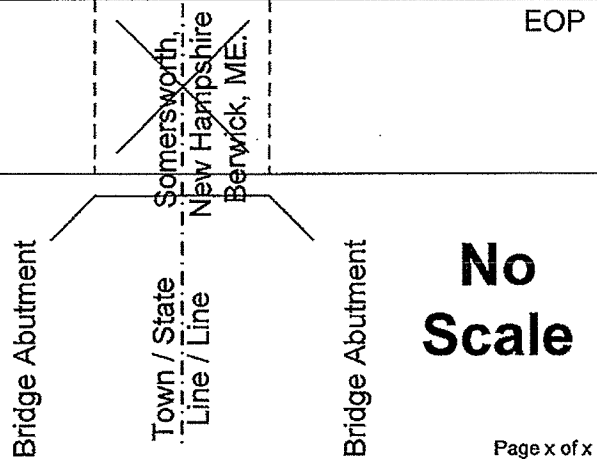 EOP
Somersworth,
New Hampshire
Berwick, ME.
Bridge Abutment
Town / State
Line / Line
Bridge Abutment
No
Scale
Page x of x